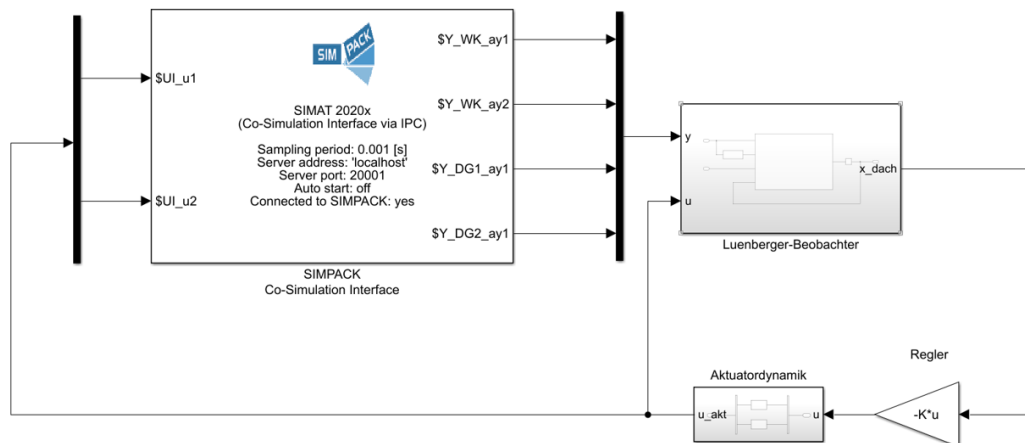 SIM PACK
$UI_u1
$UI_u2
SIMAT 2020x
(Co-Simulation Interface via IPC)
Sampling period: 0.001 [s]
Server address: 'localhost'
Server port: 20001
Auto start: off
Connected to SIMPACK: yes
$Y_WK_ay1
$Y_WK_ay2
$Y_DG1_ay1
$Y_DG2_ay1
SIMPACK
Co-Simulation Interface
y
u
x_dach
Luenberger-Beobachter
Regler
-K*u
Aktuatordynamik
u_akt
u